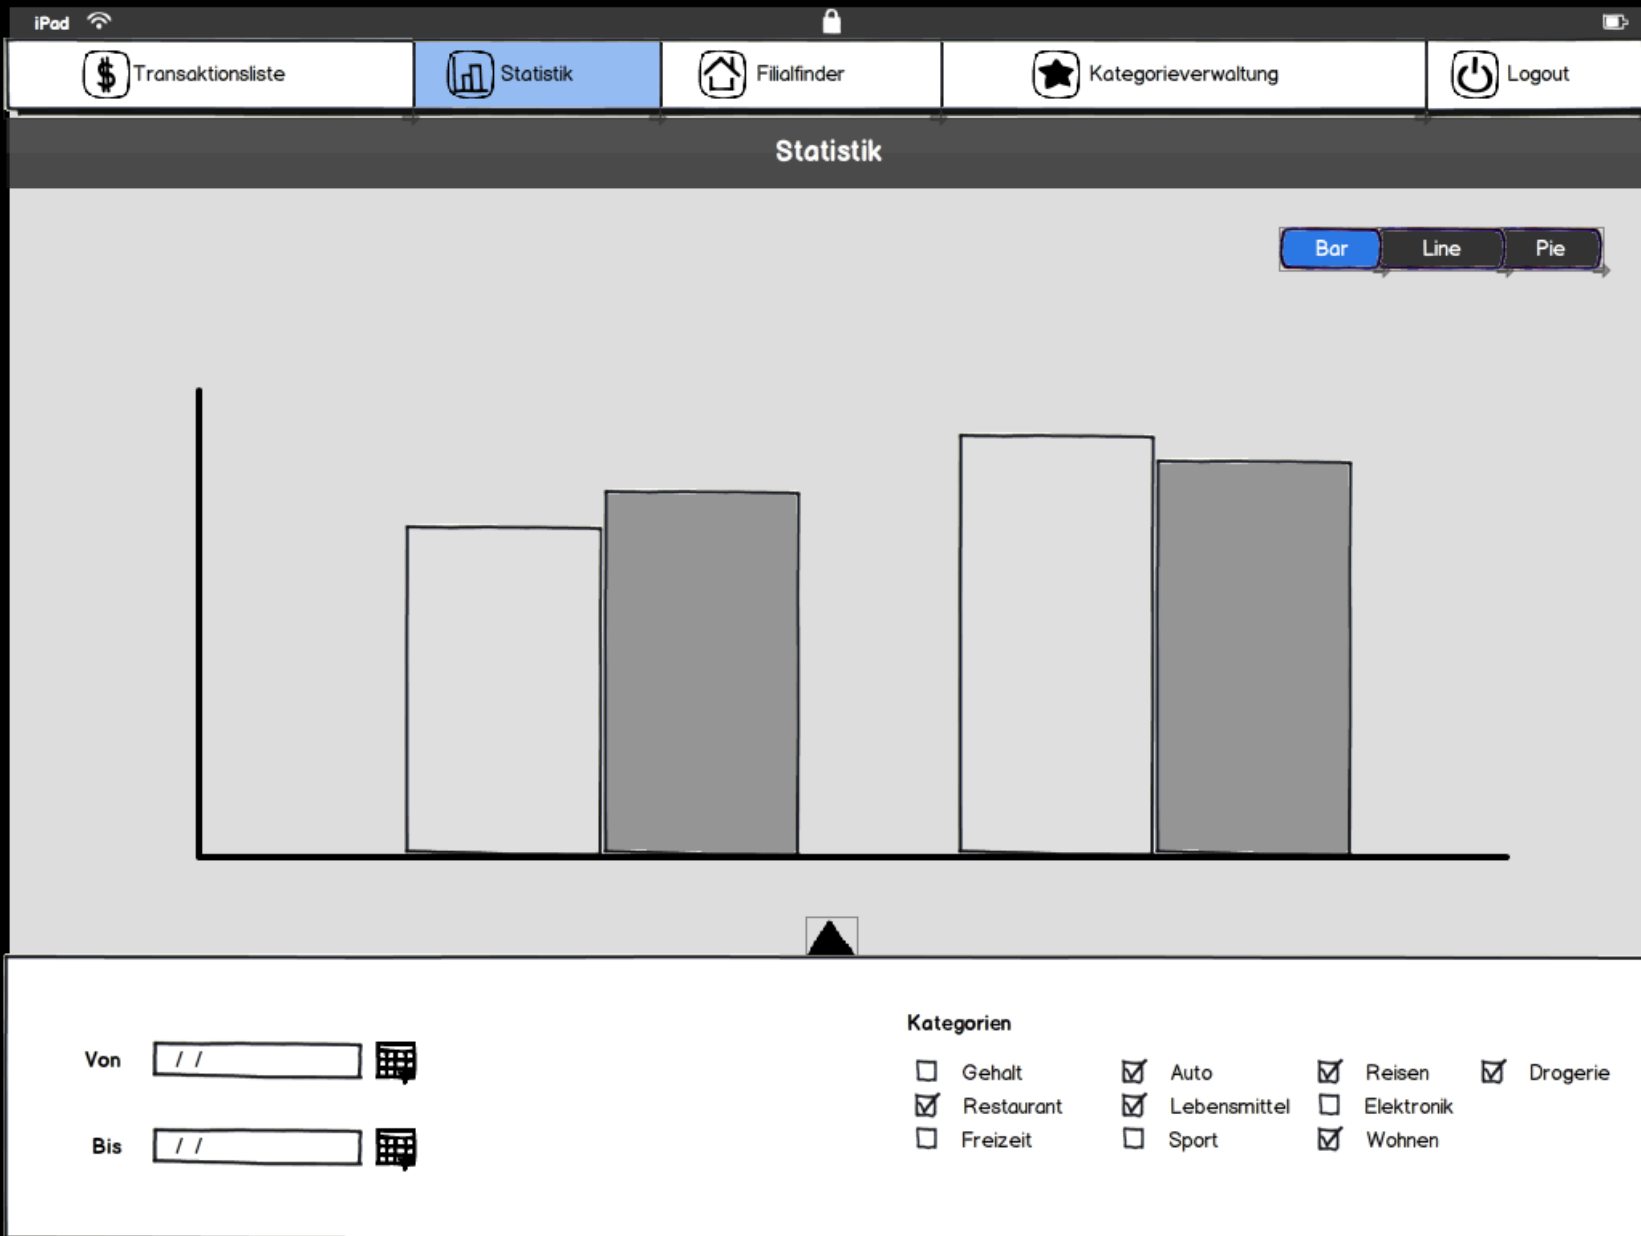 iPad
Transaktionsliste Statistik Filialfinder Kategorieverwaltung Logout
Statistik
Bar Line Pie
Kategorien
Von / /
Gehalt Auto Reisen Drogerie
Restaurant Lebensmittel Elektronik
Bis / /
Freizeit Sport Wohnen